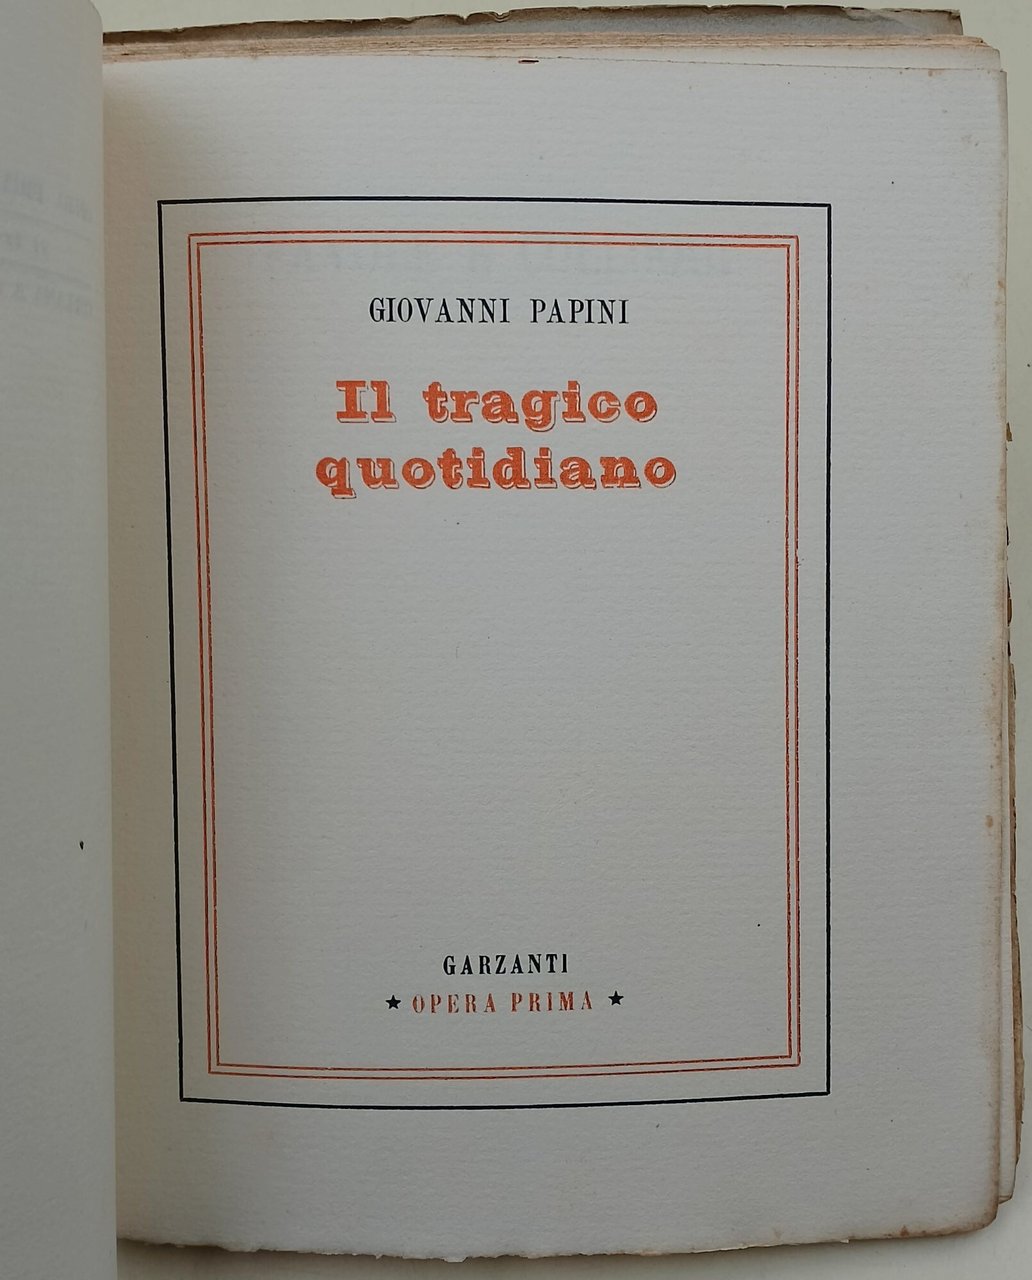 GIOVANNI PAPINI
Il tragico
quotidiano
GARZANTI
★ OPERA PRIMA ★